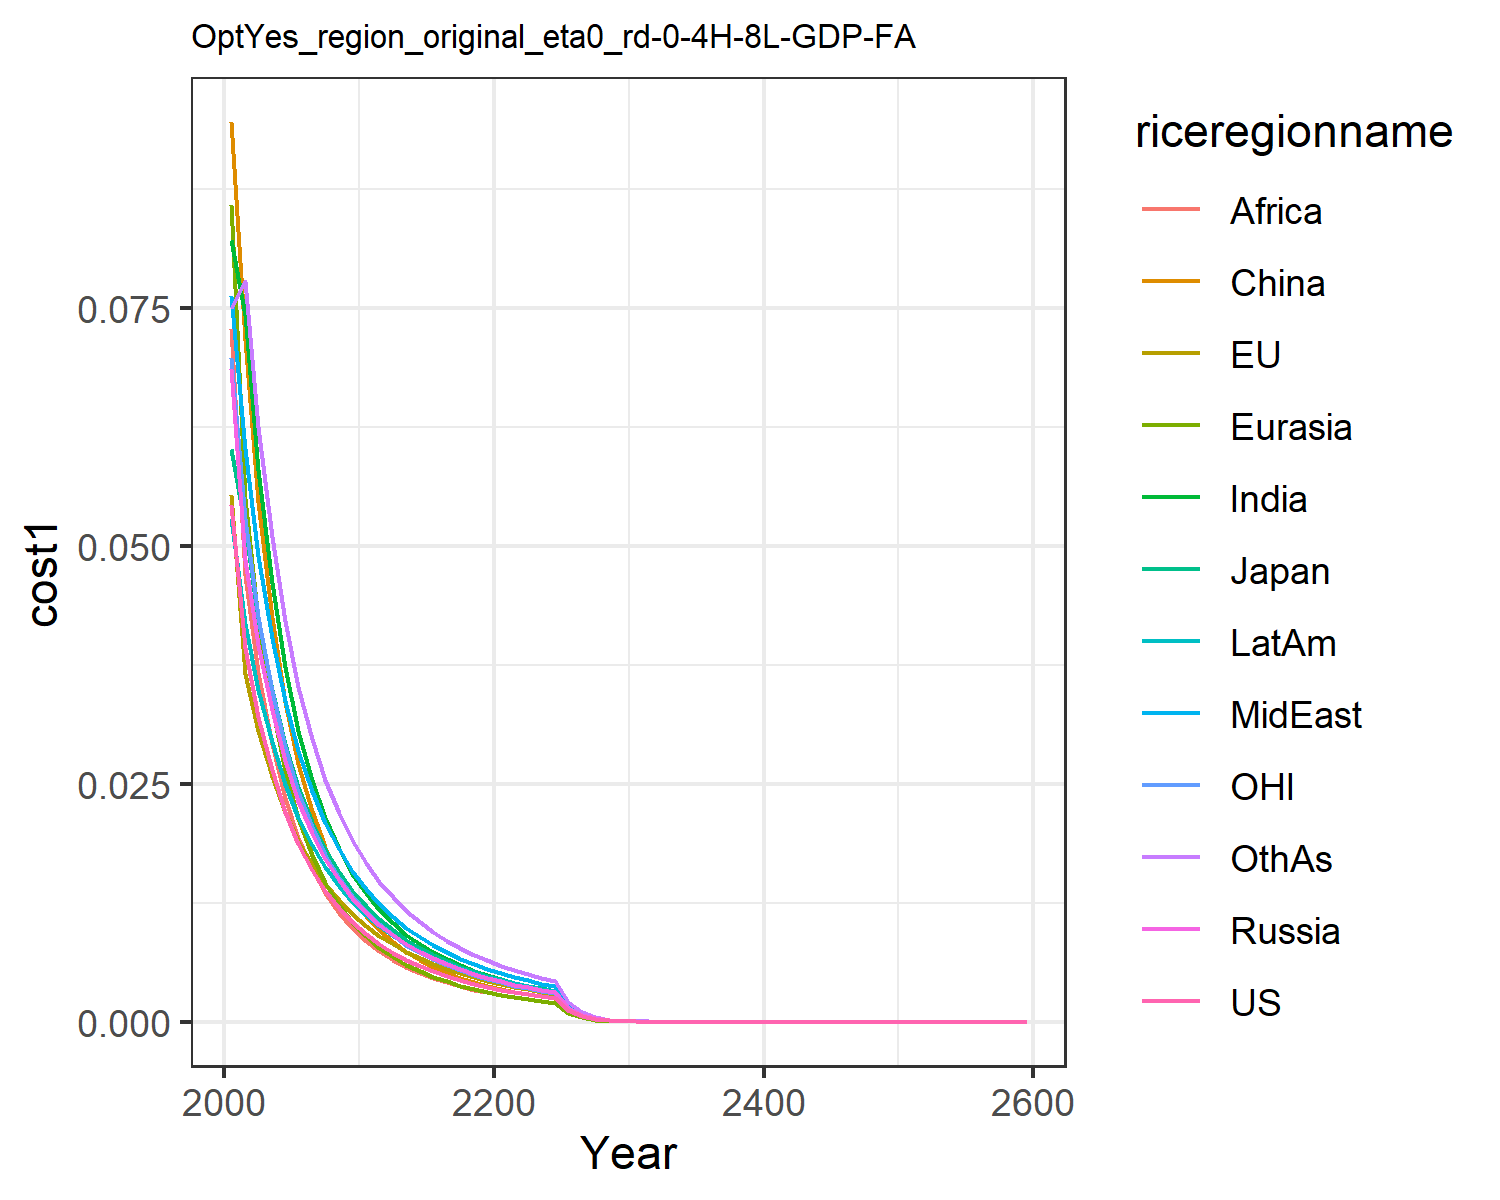 OptYes_region_original_eta0_rd-0-4H-8L-GDP-FA
cost1
0.075
0.050
0.025
0.000
2000
2200
2400
2600
Year
riceregionname
Africa
China
EU
Eurasia
India
Japan
LatAm
MidEast
OHI
OthAs
Russia
US